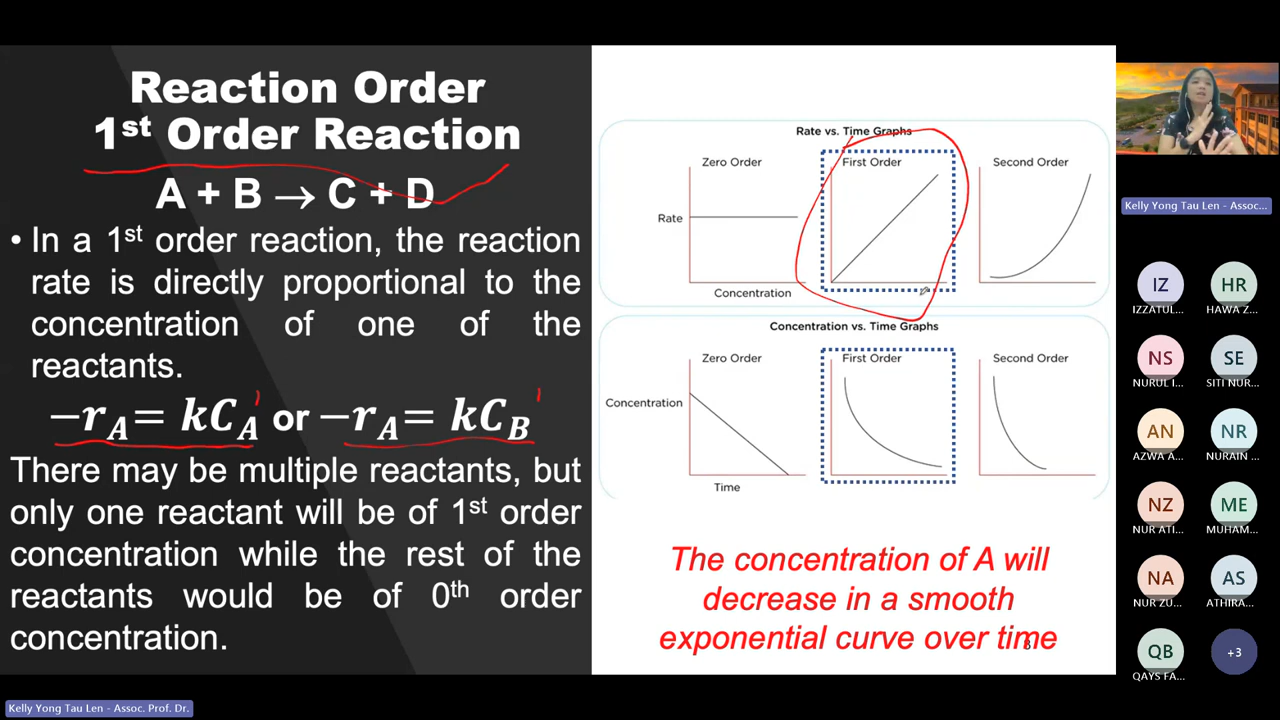 Reaction Order
1st Order Reaction
A + B → C + D
• In a 1st order reaction, the reaction
rate is directly proportional to the
concentration of one of the
reactants.
−rA= kCA' or −rA= kCB'
There may be multiple reactants, but
only one reactant will be of 1st order
concentration while the rest of the
reactants would be of 0th order
concentration.
Rate vs. Time Graphs
Zero Order
First Order
Second Order
Rate
Concentration
Concentration vs. Time Graphs
Zero Order
First Order
Second Order
Concentration
Time
The concentration of A will
decrease in a smooth
exponential curve over time
Kelly Yong Tau Len - Assoc...
IZ
HR
IZZATUL...
HAWA Z...
NS
SE
NURUL I...
SITI NUR...
AN
NR
AZWA A...
NURAIN ...
NZ
ME
NUR ATI...
MUHAM...
NA
AS
NUR ZU...
ATHIRA...
QB
+3
QAYS FA...
Kelly Yong Tau Len - Assoc. Prof. Dr.